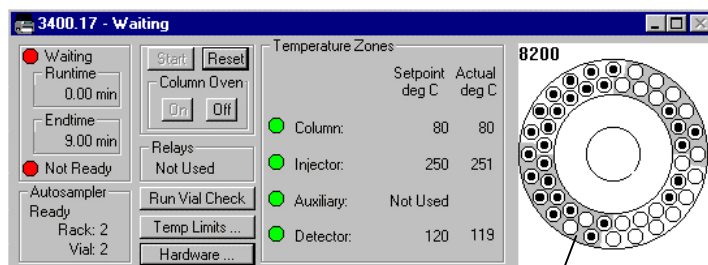 3400.17 - Waiting
Waiting
Runtime
0.00 min
Endtime
9.00 min
Not Ready
Autosampler
Ready
Rack: 2
Vial: 2
Start Reset
Column Oven
On Off
Relays
Not Used
Run Vial Check
Temp Limits ...
Hardware ...
Temperature Zones
Setpoint Actual
deg C deg C
Column: 80 80
Injector: 250 251
Auxiliary: Not Used
Detector: 120 119
8200